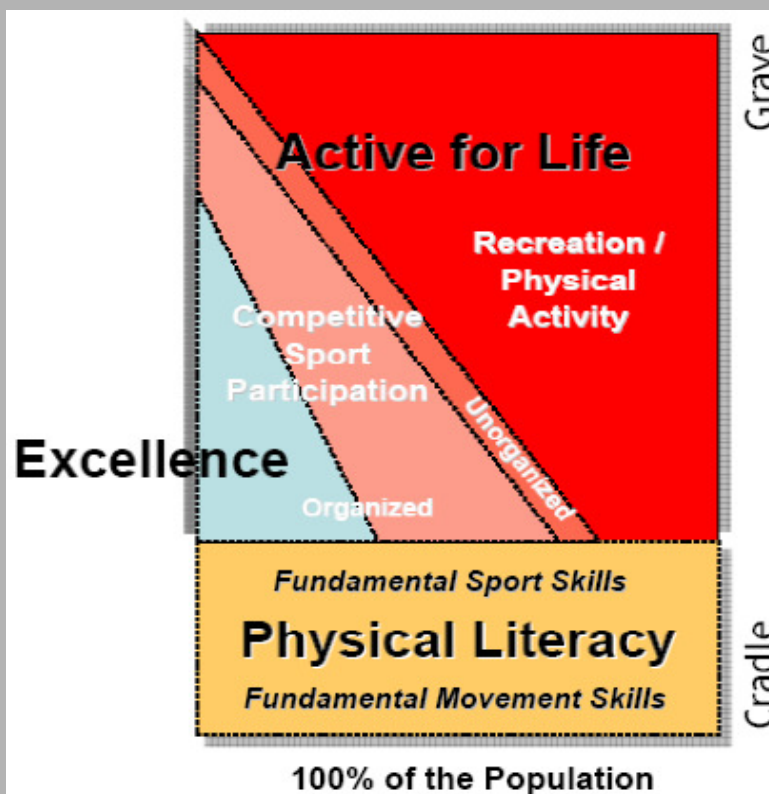 Grave
Active for Life
Recreation /
Physical
Activity
Competitive
Sport
Participation
Unorganized
Excellence
Organized
Fundamental Sport Skills
Physical Literacy
Fundamental Movement Skills
Cradle
100% of the Population